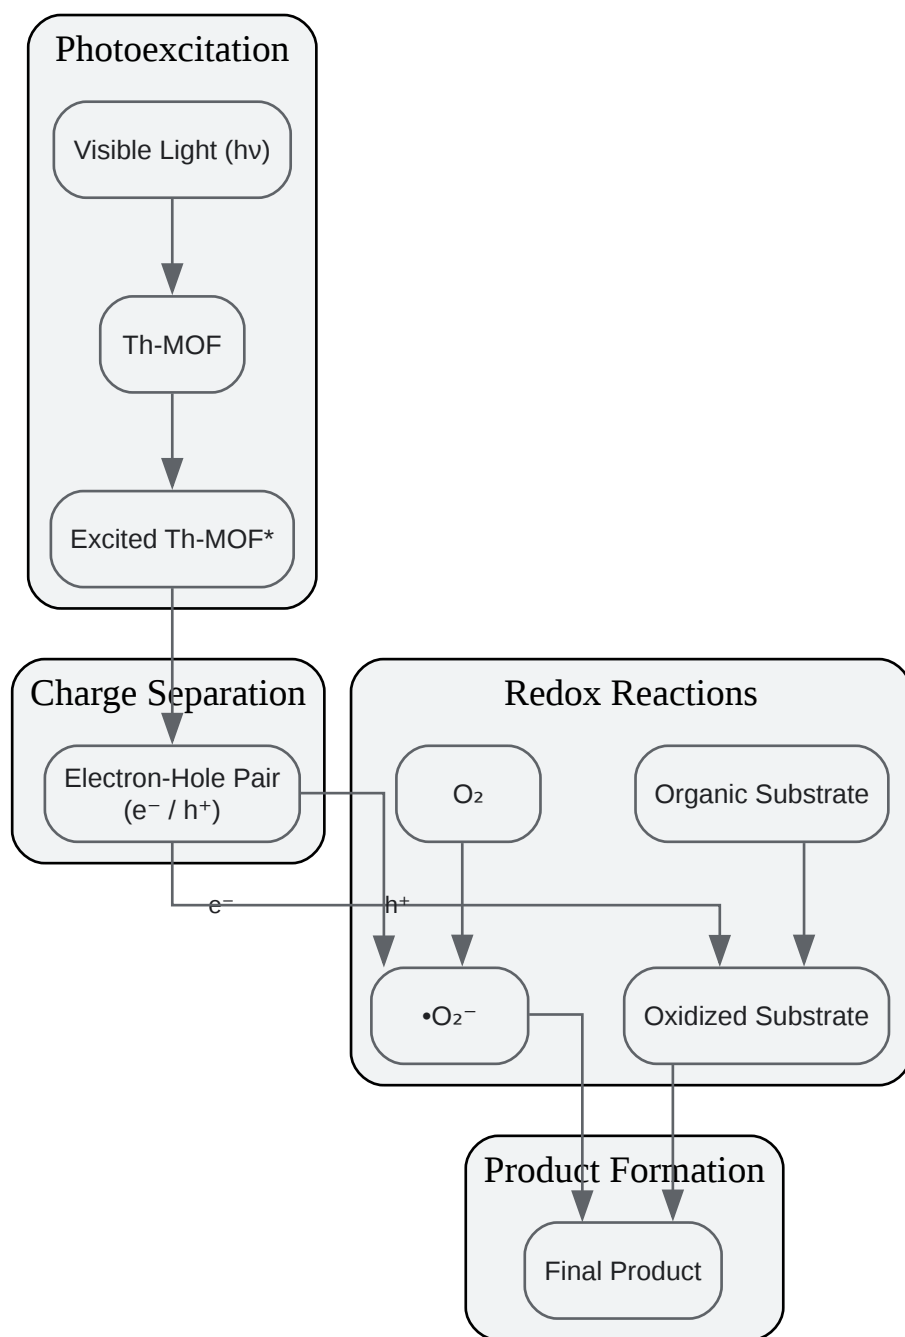 Photoexcitation
Visible Light (hν)
Th-MOF
Excited Th-MOF*
Charge Separation
Redox Reactions
Electron-Hole Pair
(e⁻ / h⁺)
O₂
Organic Substrate
e⁻
h⁺
•O₂⁻
Oxidized Substrate
Product Formation
Final Product